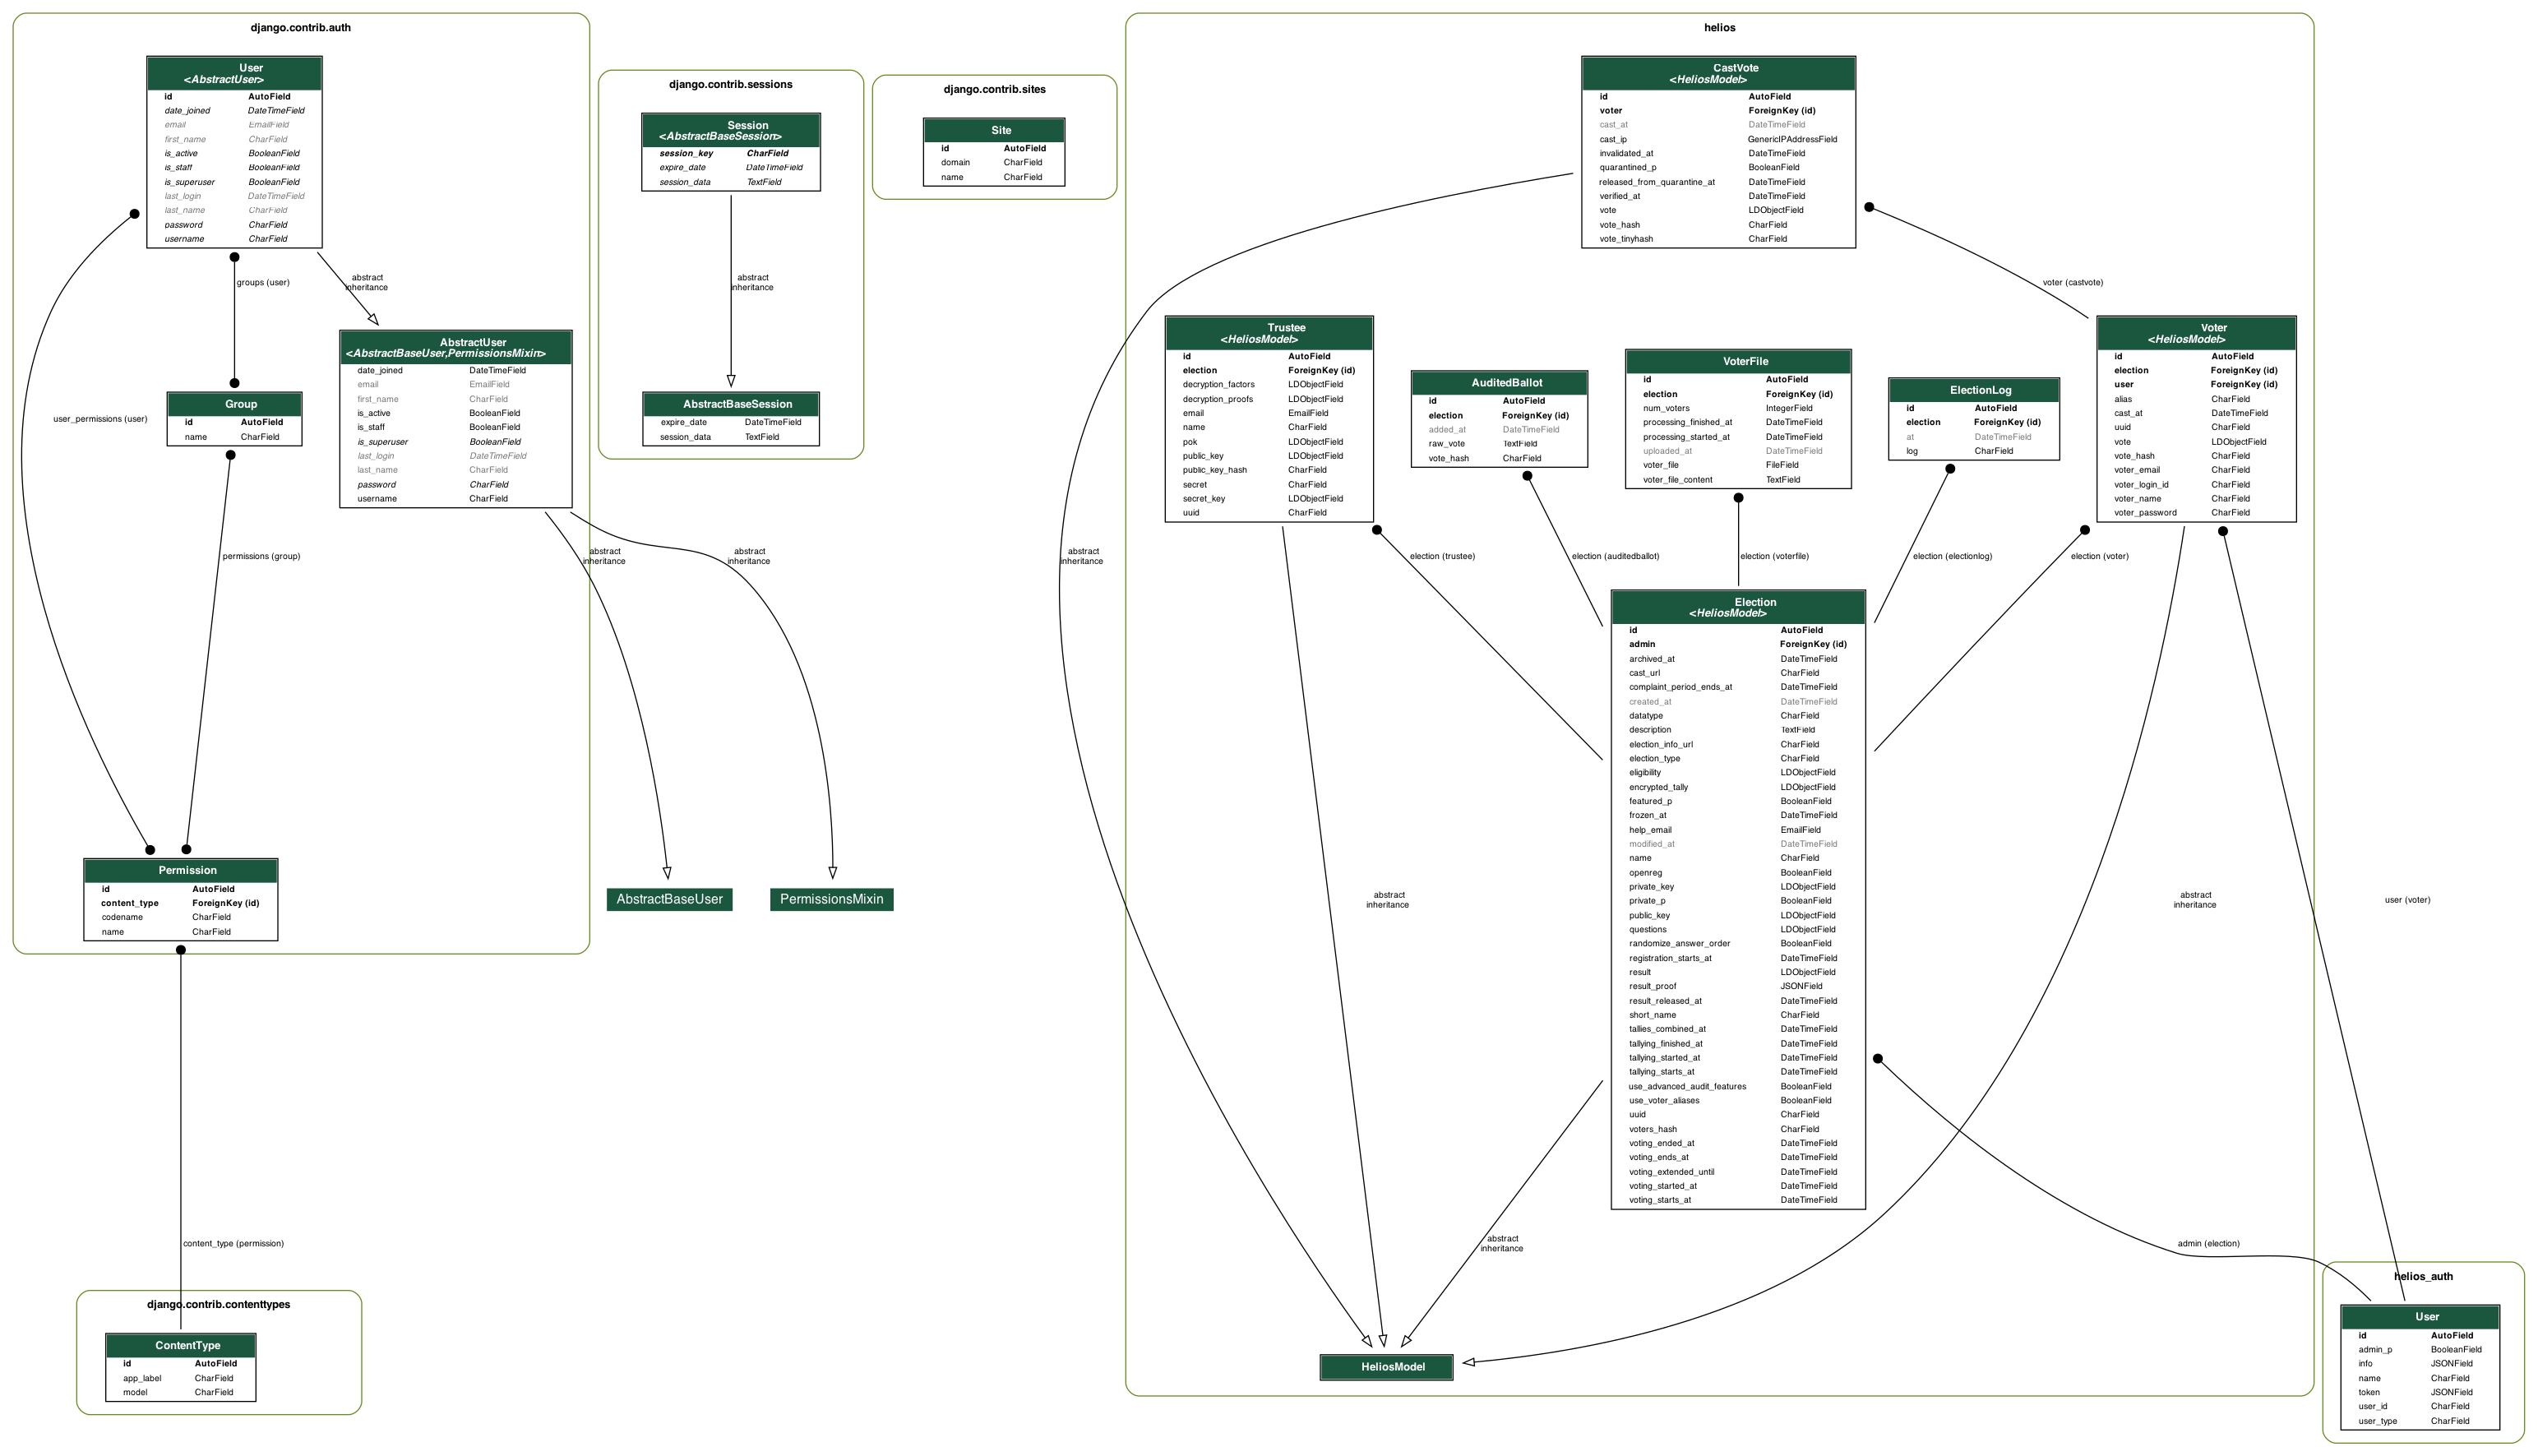 django.contrib.auth
User
<AbstractUser>
id AutoField
date_joined DateTimeField
email EmailField
first_name CharField
is_active BooleanField
is_staff BooleanField
is_superuser BooleanField
last_login DateTimeField
last_name CharField
password CharField
username CharField
groups (user)
abstract
inheritance
user_permissions (user)
Group
id AutoField
name CharField
AbstractUser
<AbstractBaseUser,PermissionsMixin>
date_joined DateTimeField
email EmailField
first_name CharField
is_active BooleanField
is_staff BooleanField
is_superuser BooleanField
last_login DateTimeField
last_name CharField
password CharField
username CharField
permissions (group)
abstract
inheritance
abstract
inheritance
Permission
id AutoField
content_type ForeignKey (id)
codename CharField
name CharField
AbstractBaseUser
PermissionsMixin
content_type (permission)
django.contrib.contenttypes
ContentType
id AutoField
app_label CharField
model CharField
django.contrib.sessions
Session
<AbstractBaseSession>
session_key CharField
expire_date DateTimeField
session_data TextField
abstract
inheritance
AbstractBaseSession
expire_date DateTimeField
session_data TextField
django.contrib.sites
Site
id AutoField
domain CharField
name CharField
helios
CastVote
<HeliosModel>
id AutoField
voter ForeignKey (id)
cast_at DateTimeField
cast_ip GenericIPAddressField
invalidated_at DateTimeField
quarantined_p BooleanField
released_from_quarantine_at DateTimeField
verified_at DateTimeField
vote LDObjectField
vote_hash CharField
vote_tinyhash CharField
voter (castvote)
Trustee
<HeliosModel>
id AutoField
election ForeignKey (id)
decryption_factors LDObjectField
decryption_proofs LDObjectField
email EmailField
name CharField
pok LDObjectField
public_key LDObjectField
public_key_hash CharField
secret CharField
secret_key LDObjectField
uuid CharField
AuditedBallot
id AutoField
election ForeignKey (id)
added_at DateTimeField
raw_vote TextField
vote_hash CharField
VoterFile
id AutoField
election ForeignKey (id)
num_voters IntegerField
processing_finished_at DateTimeField
processing_started_at DateTimeField
uploaded_at DateTimeField
voter_file FileField
voter_file_content TextField
ElectionLog
id AutoField
election ForeignKey (id)
at DateTimeField
log CharField
Voter
<HeliosModel>
id AutoField
election ForeignKey (id)
user ForeignKey (id)
alias CharField
cast_at DateTimeField
uuid CharField
vote LDObjectField
vote_hash CharField
voter_email CharField
voter_login_id CharField
voter_name CharField
voter_password CharField
abstract
inheritance
election (trustee)
election (auditedballot)
election (voterfile)
election (electionlog)
election (voter)
Election
<HeliosModel>
id AutoField
admin ForeignKey (id)
archived_at DateTimeField
cast_url CharField
complaint_period_ends_at DateTimeField
created_at DateTimeField
datatype CharField
description TextField
election_info_url CharField
election_type CharField
eligibility LDObjectField
encrypted_tally LDObjectField
featured_p BooleanField
frozen_at DateTimeField
help_email EmailField
modified_at DateTimeField
name CharField
openreg BooleanField
private_key LDObjectField
private_p BooleanField
public_key LDObjectField
questions LDObjectField
randomize_answer_order BooleanField
registration_starts_at DateTimeField
result LDObjectField
result_proof JSONField
result_released_at DateTimeField
short_name CharField
tallies_combined_at DateTimeField
tallying_finished_at DateTimeField
tallying_started_at DateTimeField
tallying_starts_at DateTimeField
use_advanced_audit_features BooleanField
use_voter_aliases BooleanField
uuid CharField
voters_hash CharField
voting_ended_at DateTimeField
voting_ends_at DateTimeField
voting_extended_until DateTimeField
voting_started_at DateTimeField
voting_starts_at DateTimeField
abstract
inheritance
abstract
inheritance
user (voter)
abstract
inheritance
admin (election)
HeliosModel
helios_auth
User
id AutoField
admin_p BooleanField
info JSONField
name CharField
token JSONField
user_id CharField
user_type CharField